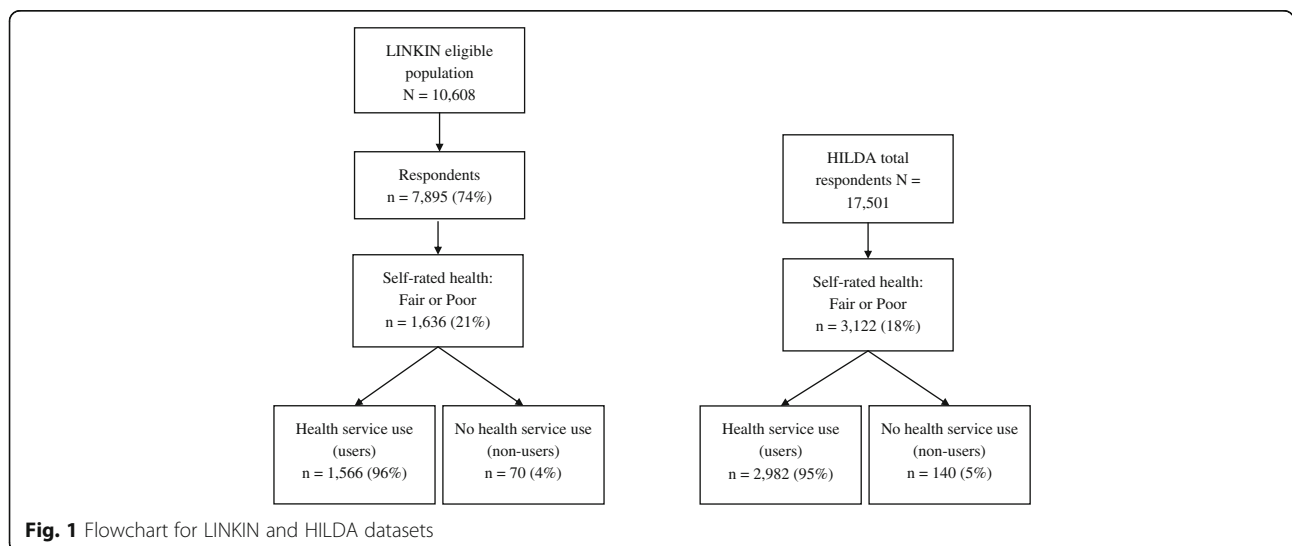 LINKIN eligible
population
N = 10,608
Respondents
n = 7,895 (74%)
Self-rated health:
Fair or Poor
n = 1,636 (21%)
Health service use
(users)
n = 1,566 (96%)
No health service use
(non-users)
n = 70 (4%)
HILDA total
respondents N =
17,501
Self-rated health:
Fair or Poor
n = 3,122 (18%)
Health service use
(users)
n = 2,982 (95%)
No health service use
(non-users)
n = 140 (5%)
Fig. 1 Flowchart for LINKIN and HILDA datasets